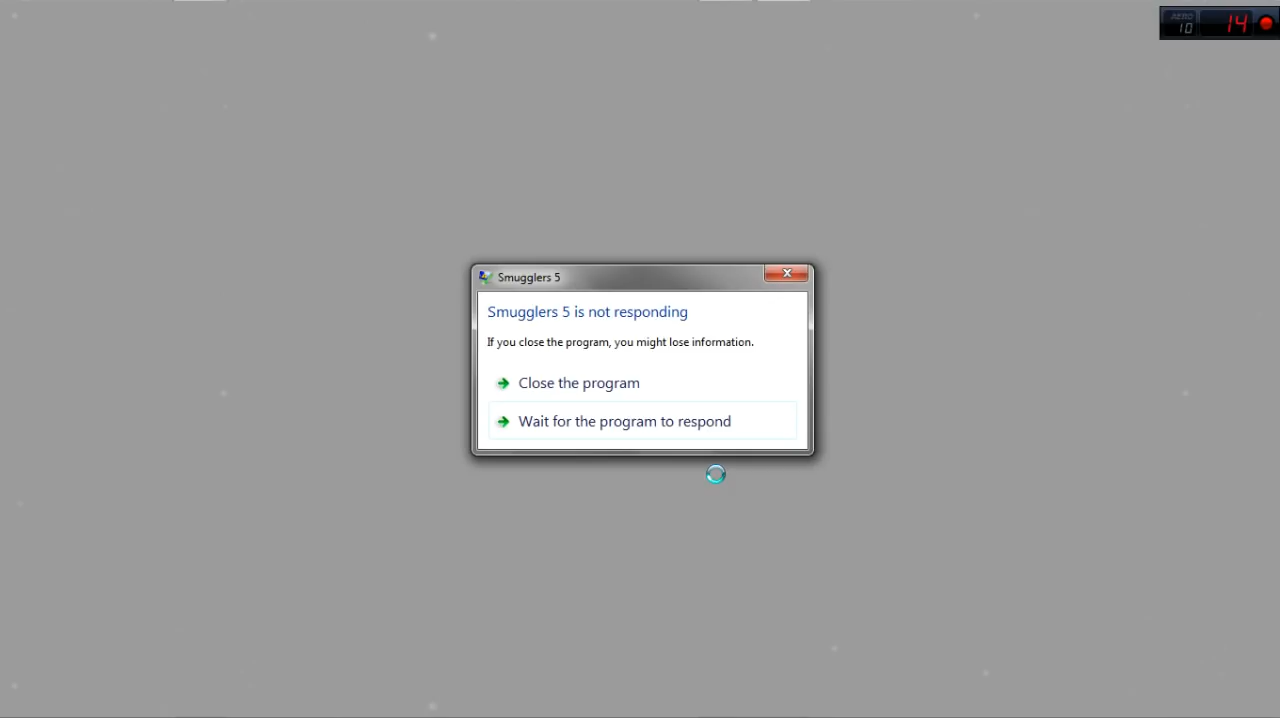 AERO
10
14
Smugglers 5
Smugglers 5 is not responding
If you close the program, you might lose information.
Close the program
Wait for the program to respond